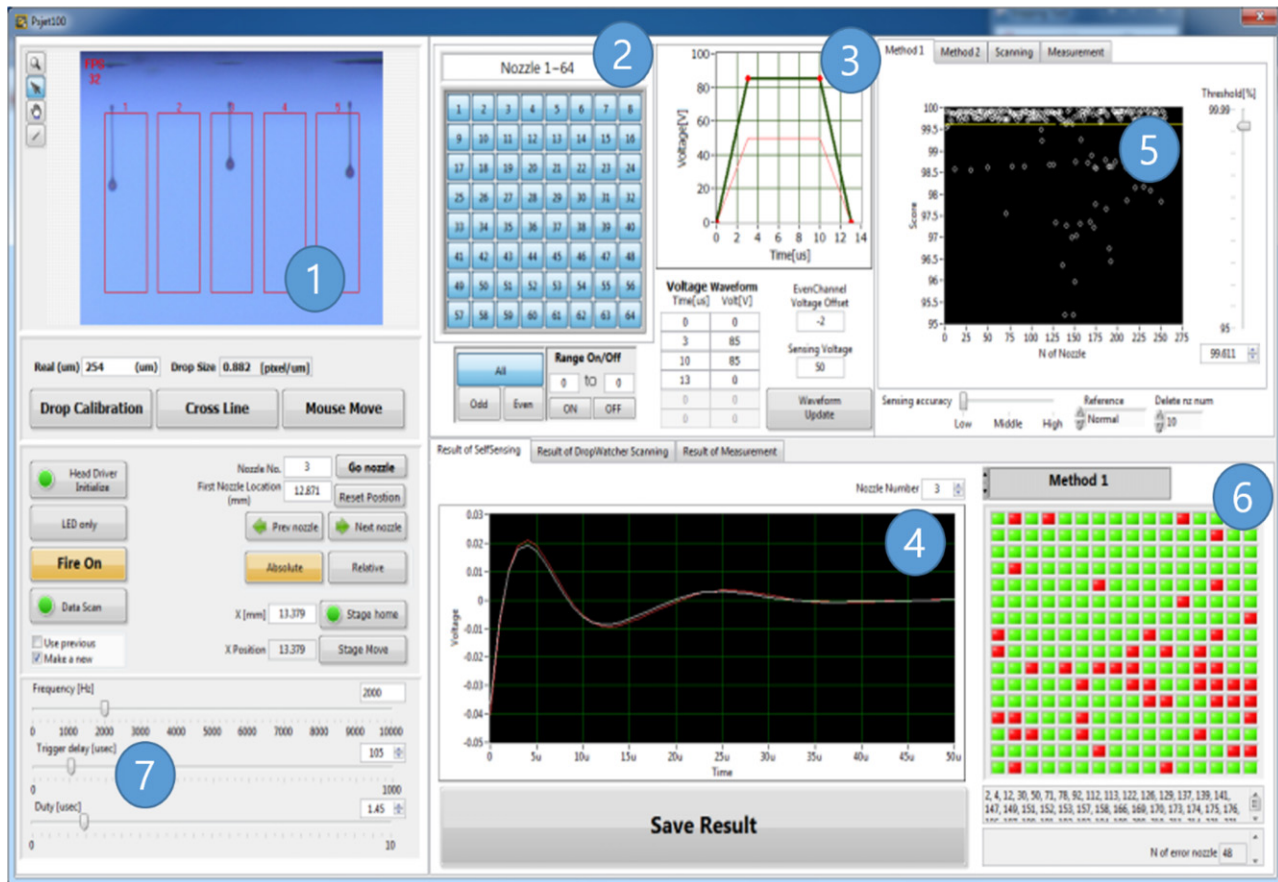 Psjet100
FPS
32
1 2 3 4 5
1
Real (um) 254 (um) Drop Size 0.882 [pixel/um]
Drop Calibration Cross Line Mouse Move
Head Driver Initialize
LED only
Fire On
Data Scan
Use previous
Make a new
Nozzle No. 3 Go nozzle
First Nozzle Location (mm) 12.871 Reset Postion
Prev nozzle Next nozzle
Absolute Relative
X [mm] 13.379 Stage home
X Position 13.379 Stage Move
Frequency [Hz] 2000
0 1000 2000 3000 4000 5000 6000 7000 8000 9000 10000
Trigger delay [usec] 105
0 1000
7
Duty [usec] 1.45
0 10
Nozzle 1~64
2
1 2 3 4 5 6 7 8
9 10 11 12 13 14 15 16
17 18 19 20 21 22 23 24
25 26 27 28 29 30 31 32
33 34 35 36 37 38 39 40
41 42 43 44 45 46 47 48
49 50 51 52 53 54 55 56
57 58 59 60 61 62 63 64
All
Odd Even
Range On/Off
0 to 0
ON OFF
3
Voltage[V]
100
80
60
40
20
0
0 2 4 6 8 10 12 14
Time[us]
Voltage Waveform
Time[us] Volt[V]
0 0
3 85
10 85
13 0
0 0
0 0
EvenChannel Voltage Offset
-2
Sensing Voltage
50
Waveform Update
Method 1 Method 2 Scanning Measurement
5
Score
100
99.5
99
98.5
98
97.5
97
96.5
96
95.5
95
0 25 50 75 100 125 150 175 200 225 250 275
N of Nozzle
Threshold[%]
99.99
95
99.611
Sensing accuracy
Low Middle High
Reference
Normal
Delete nz num
10
Result of SelfSensing Result of DropWatcher Scanning Result of Measurement
Nozzle Number 3
4
Voltage
0.03
0.02
0.01
0
-0.01
-0.02
-0.03
-0.04
-0.05
0 5u 10u 15u 20u 25u 30u 35u 40u 45u 50u
Time
Save Result
Method 1
6
2, 4, 12, 30, 50, 71, 78, 92, 112, 113, 122, 126, 129, 137, 139, 141,
147, 149, 151, 152, 153, 157, 158, 166, 169, 170, 173, 174, 175, 176,
N of error nozzle 48